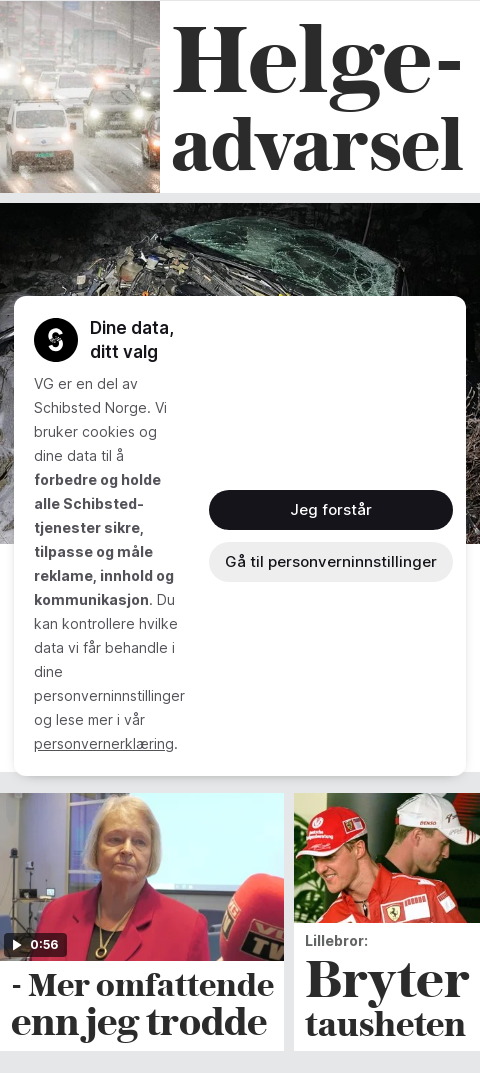 Helge-
advarsel
Dine data,
ditt valg
VG er en del av
Schibsted Norge. Vi
bruker cookies og
dine data til å
forbedre og holde
alle Schibsted-
tjenester sikre,
tilpasse og måle
reklame, innhold og
kommunikasjon. Du
kan kontrollere hvilke
data vi får behandle i
dine
personverninnstillinger
og lese mer i vår
personvernerklæring.
Jeg forstår
Gå til personverninnstillinger
VG
TV
0:56
- Mer omfattende
enn jeg trodde
DENSO
Lillebror:
Bryter
tausheten